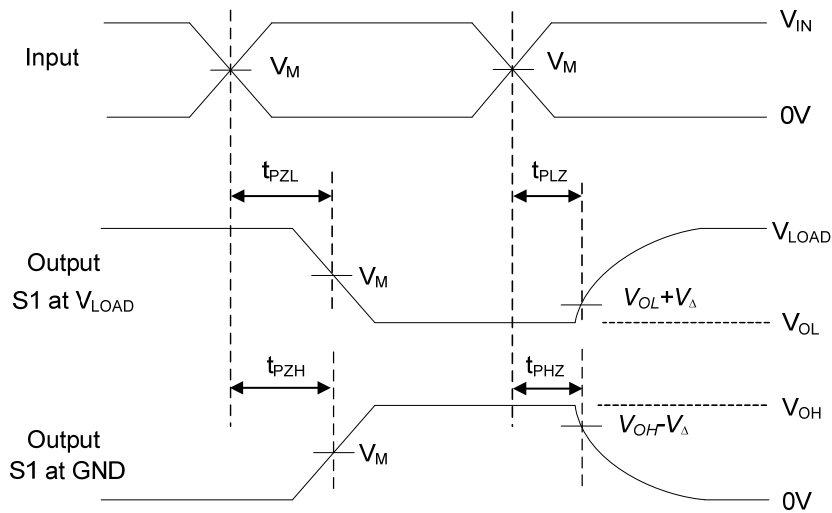 V_IN
Input
V_M
V_M
0V
t_PZL
t_PLZ
V_LOAD
Output
S1 at V_LOAD
V_M
V_OL+V_Δ
V_OL
t_PZH
t_PHZ
V_OH
V_OH-V_Δ
Output
S1 at GND
V_M
0V